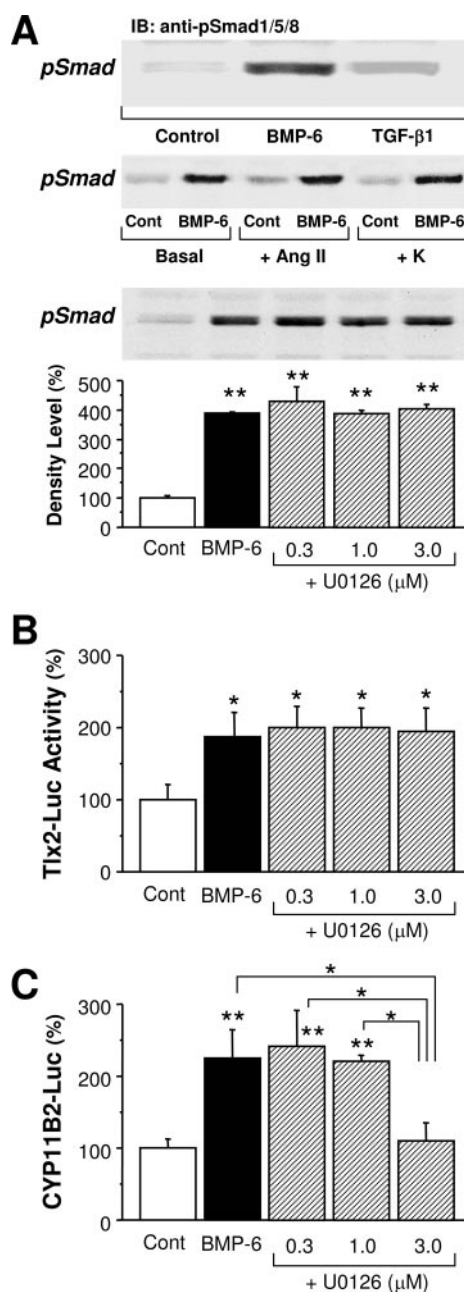 A
IB: anti-pSmad1/5/8
pSmad
Control BMP-6 TGF-β1
pSmad
Cont BMP-6 Cont BMP-6 Cont BMP-6
Basal + Ang II + K
pSmad
Density Level (%)
500
400
300
200
100
0
** ** ** **
Cont BMP-6 0.3 1.0 3.0
+ U0126 (μM)
B
Tlx2-Luc Activity (%)
300
200
100
0
* * * *
Cont BMP-6 0.3 1.0 3.0
+ U0126 (μM)
C
CYP11B2-Luc (%)
300
200
100
0
*
*
*
** ** **
Cont BMP-6 0.3 1.0 3.0
+ U0126 (μM)